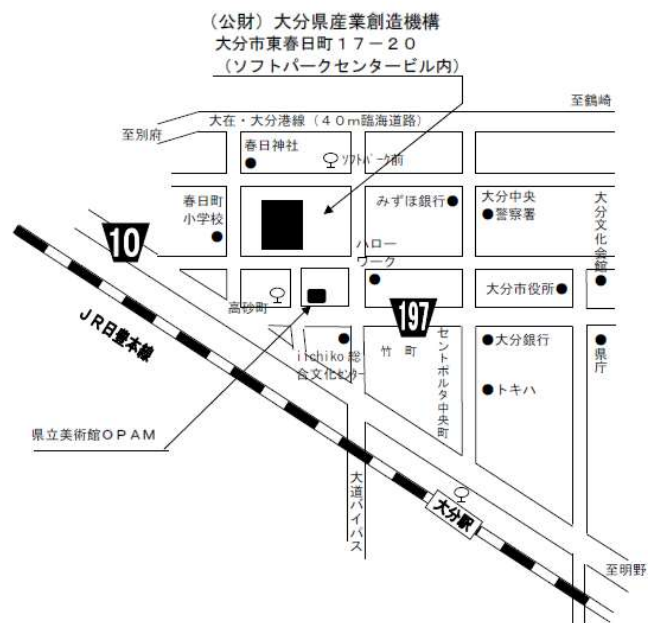 （公財）大分県産業創造機構
大分市東春日町１７－２０
（ソフトパークセンタービル内）
至鶴崎
大在・大分港線（４０ｍ臨海道路）
至別府
春日神社
ｿﾌﾄﾊﾟｰｸ前
春日町
小学校
みずほ銀行
大分中央
警察署
大分文化会館
10
ハロー
ワーク
大分市役所
高砂町
197
ＪＲ日豊本線
iichiko 総
合文化ｾﾝﾀｰ
竹町
セントポルタ中央町
大分銀行
県庁
トキハ
県立美術館ＯＰＡＭ
大道バイパス
大分駅
至明野